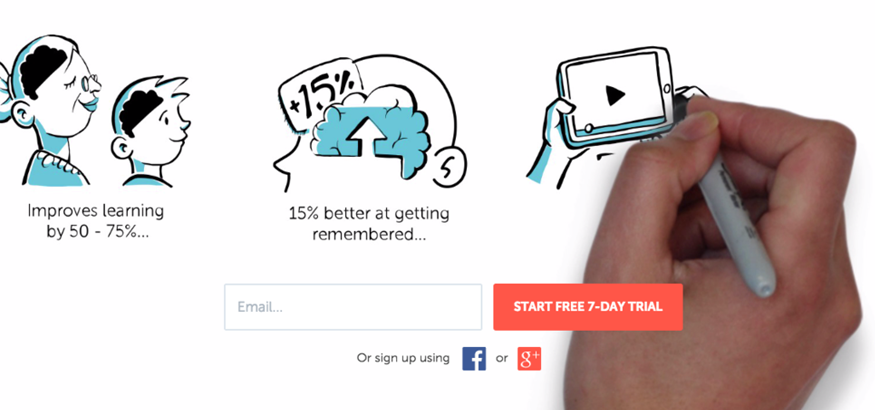 +15%
Improves learning
by 50 - 75%...
15% better at getting
remembered...
Email...
START FREE 7-DAY TRIAL
Or sign up using f or g+